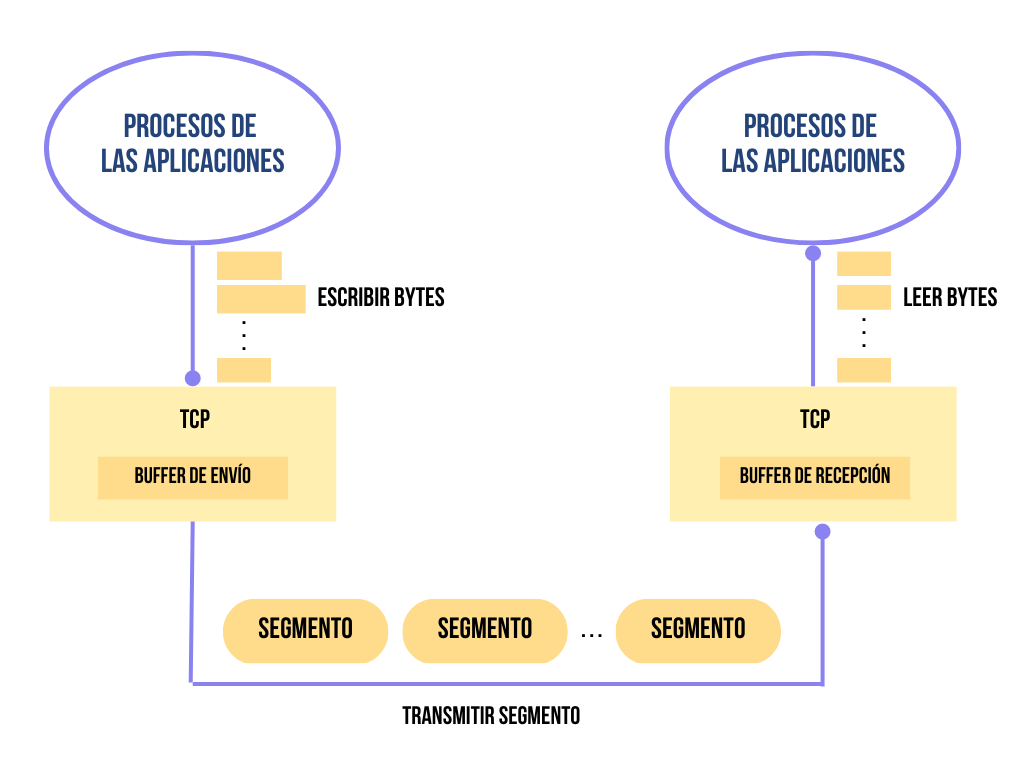 PROCESOS DE
LAS APLICACIONES
PROCESOS DE
LAS APLICACIONES
ESCRIBIR BYTES
LEER BYTES
TCP
BUFFER DE ENVÍO
TCP
BUFFER DE RECEPCIÓN
SEGMENTO SEGMENTO ... SEGMENTO
TRANSMITIR SEGMENTO